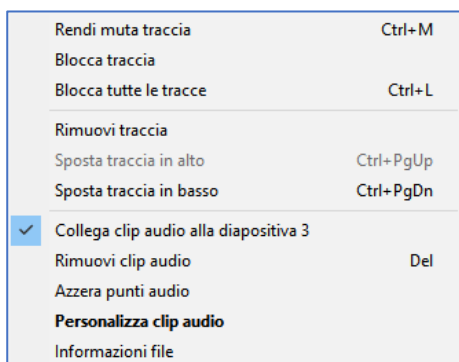 Rendi muta traccia Ctrl+M
Blocca traccia
Blocca tutte le tracce Ctrl+L
Rimuovi traccia
Sposta traccia in alto Ctrl+PgUp
Sposta traccia in basso Ctrl+PgDn
Collega clip audio alla diapositiva 3
Rimuovi clip audio Del
Azzera punti audio
Personalizza clip audio
Informazioni file